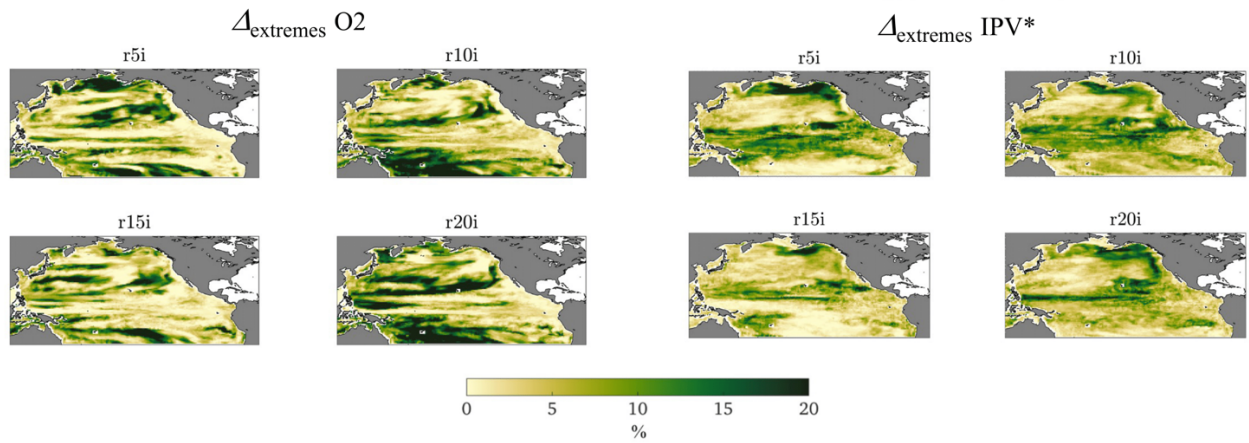 Δextremes O2
Δextremes IPV*
r5i
r10i
r5i
r10i
r15i
r20i
r15i
r20i
0
5
10
15
20
%